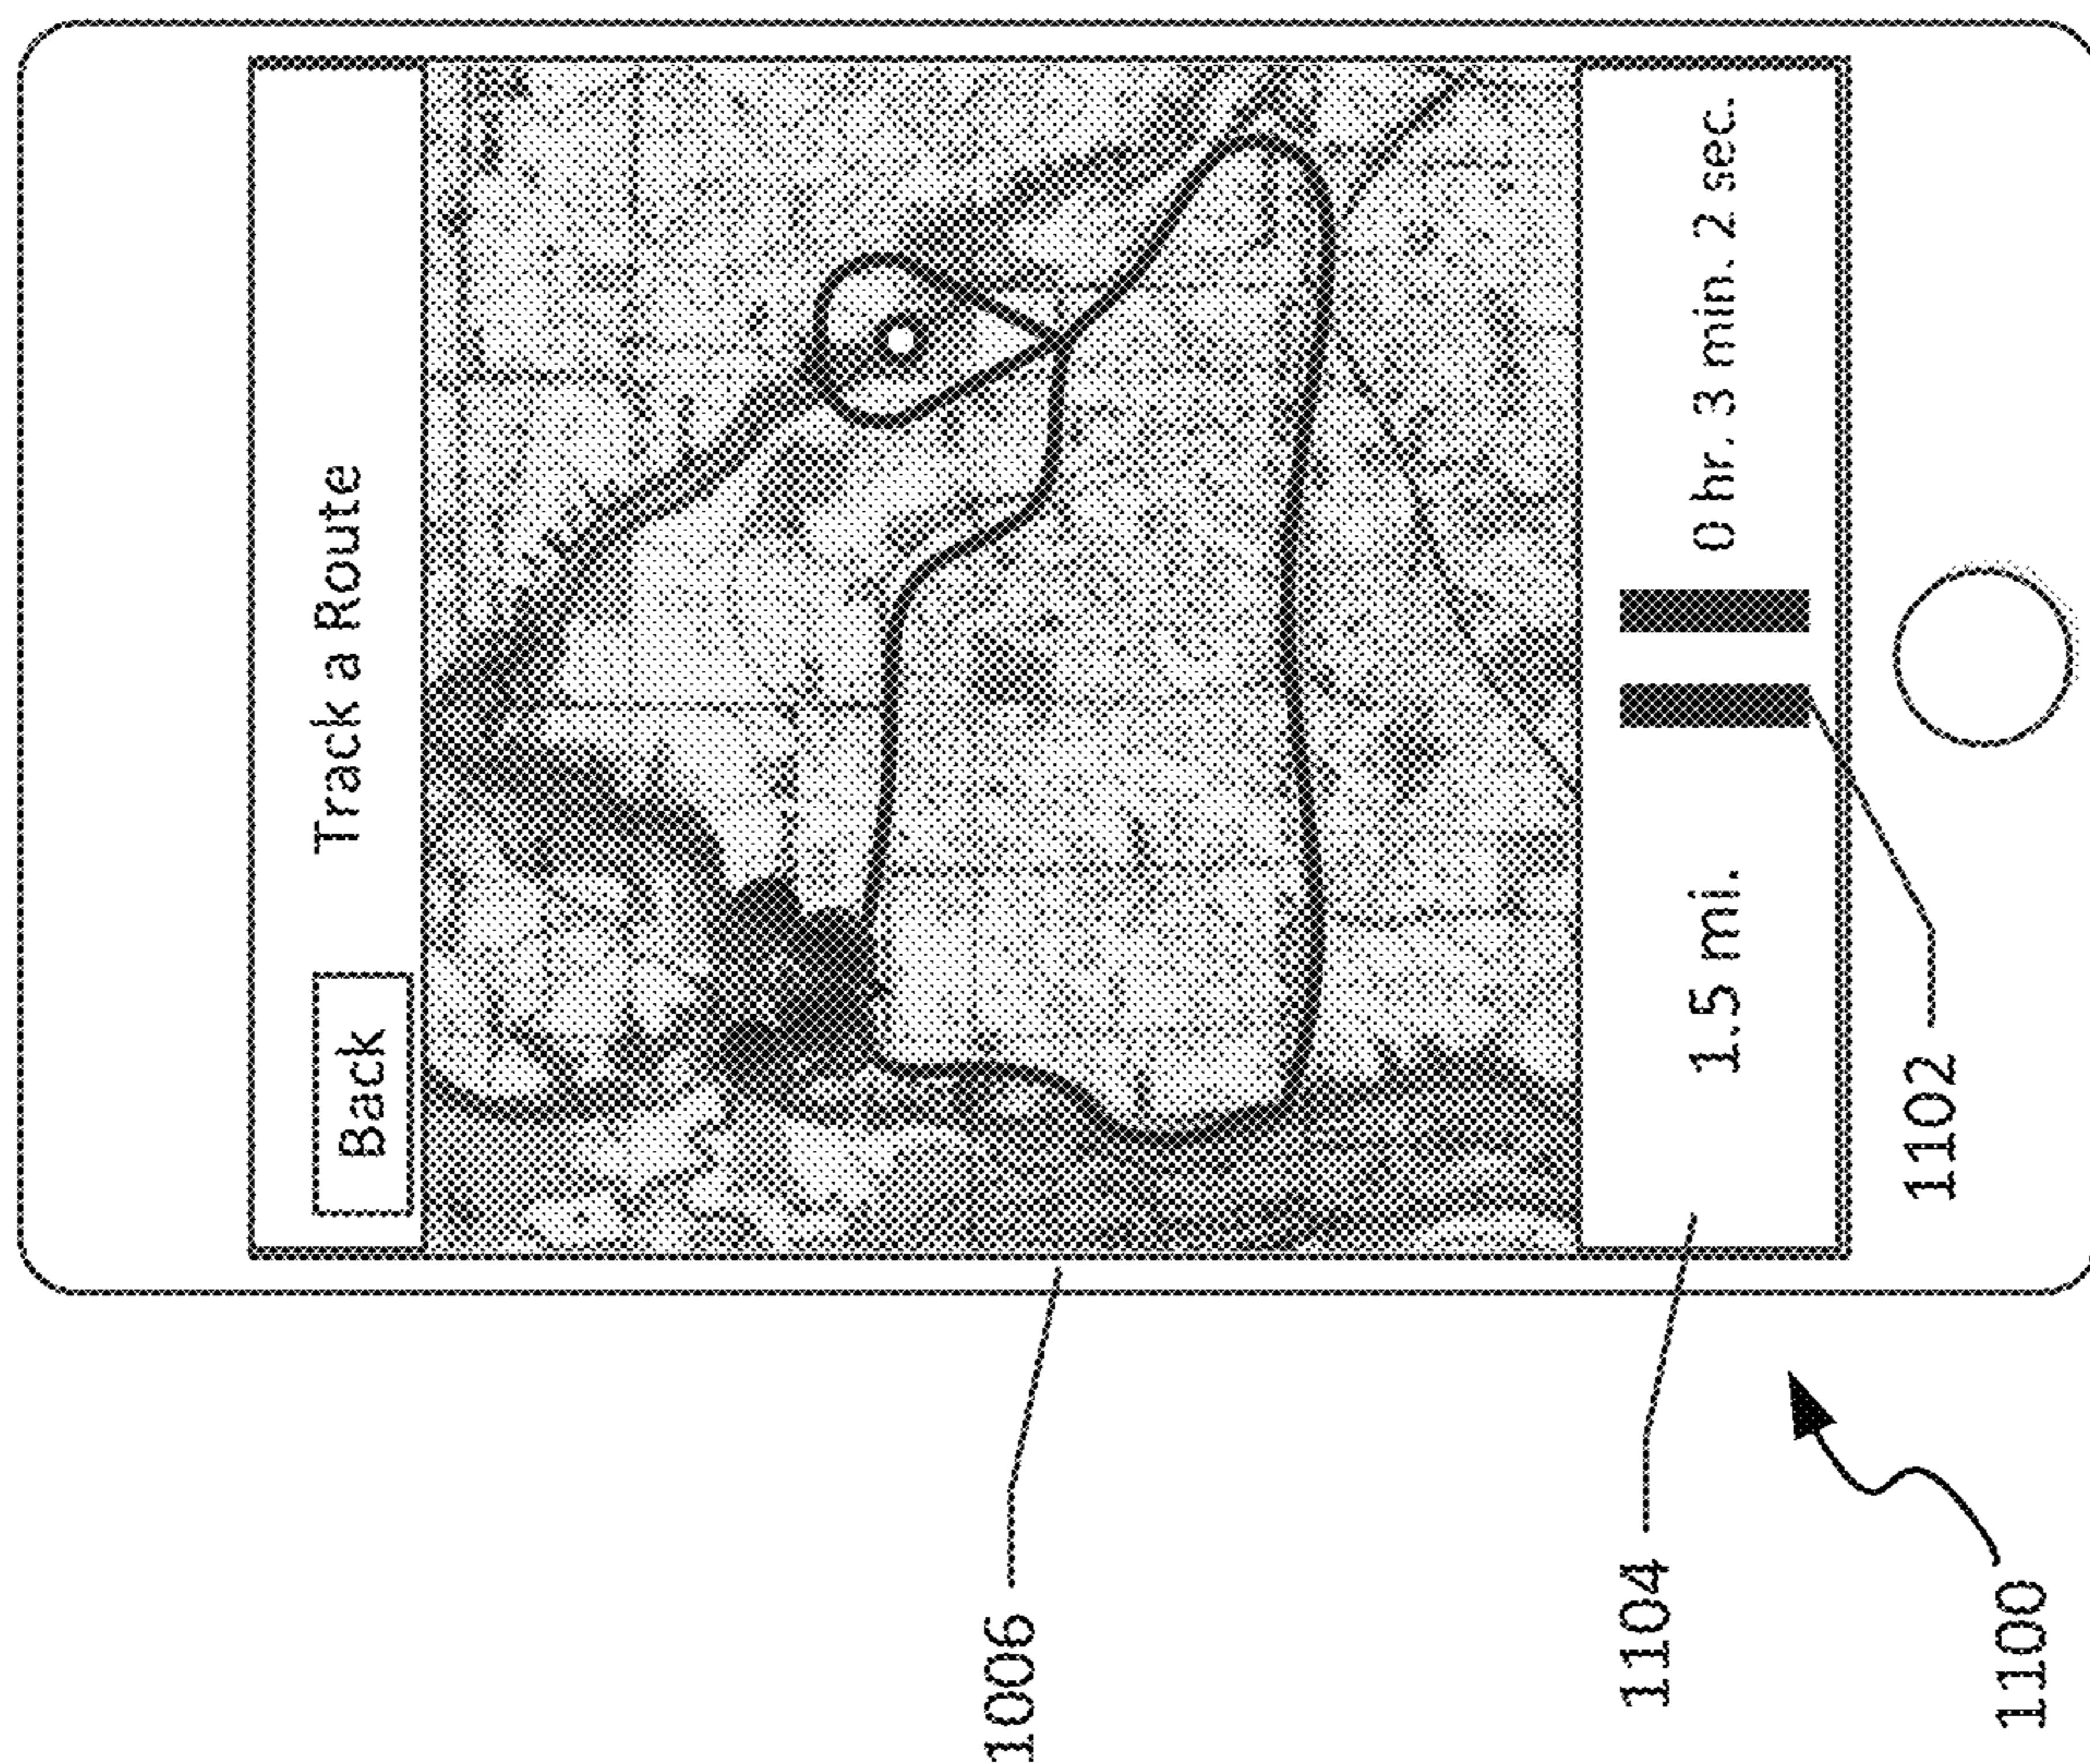 Back
Track a Route
1006
1.5 mi.
0 hr. 3 min. 2 sec.
1104
1102
1100